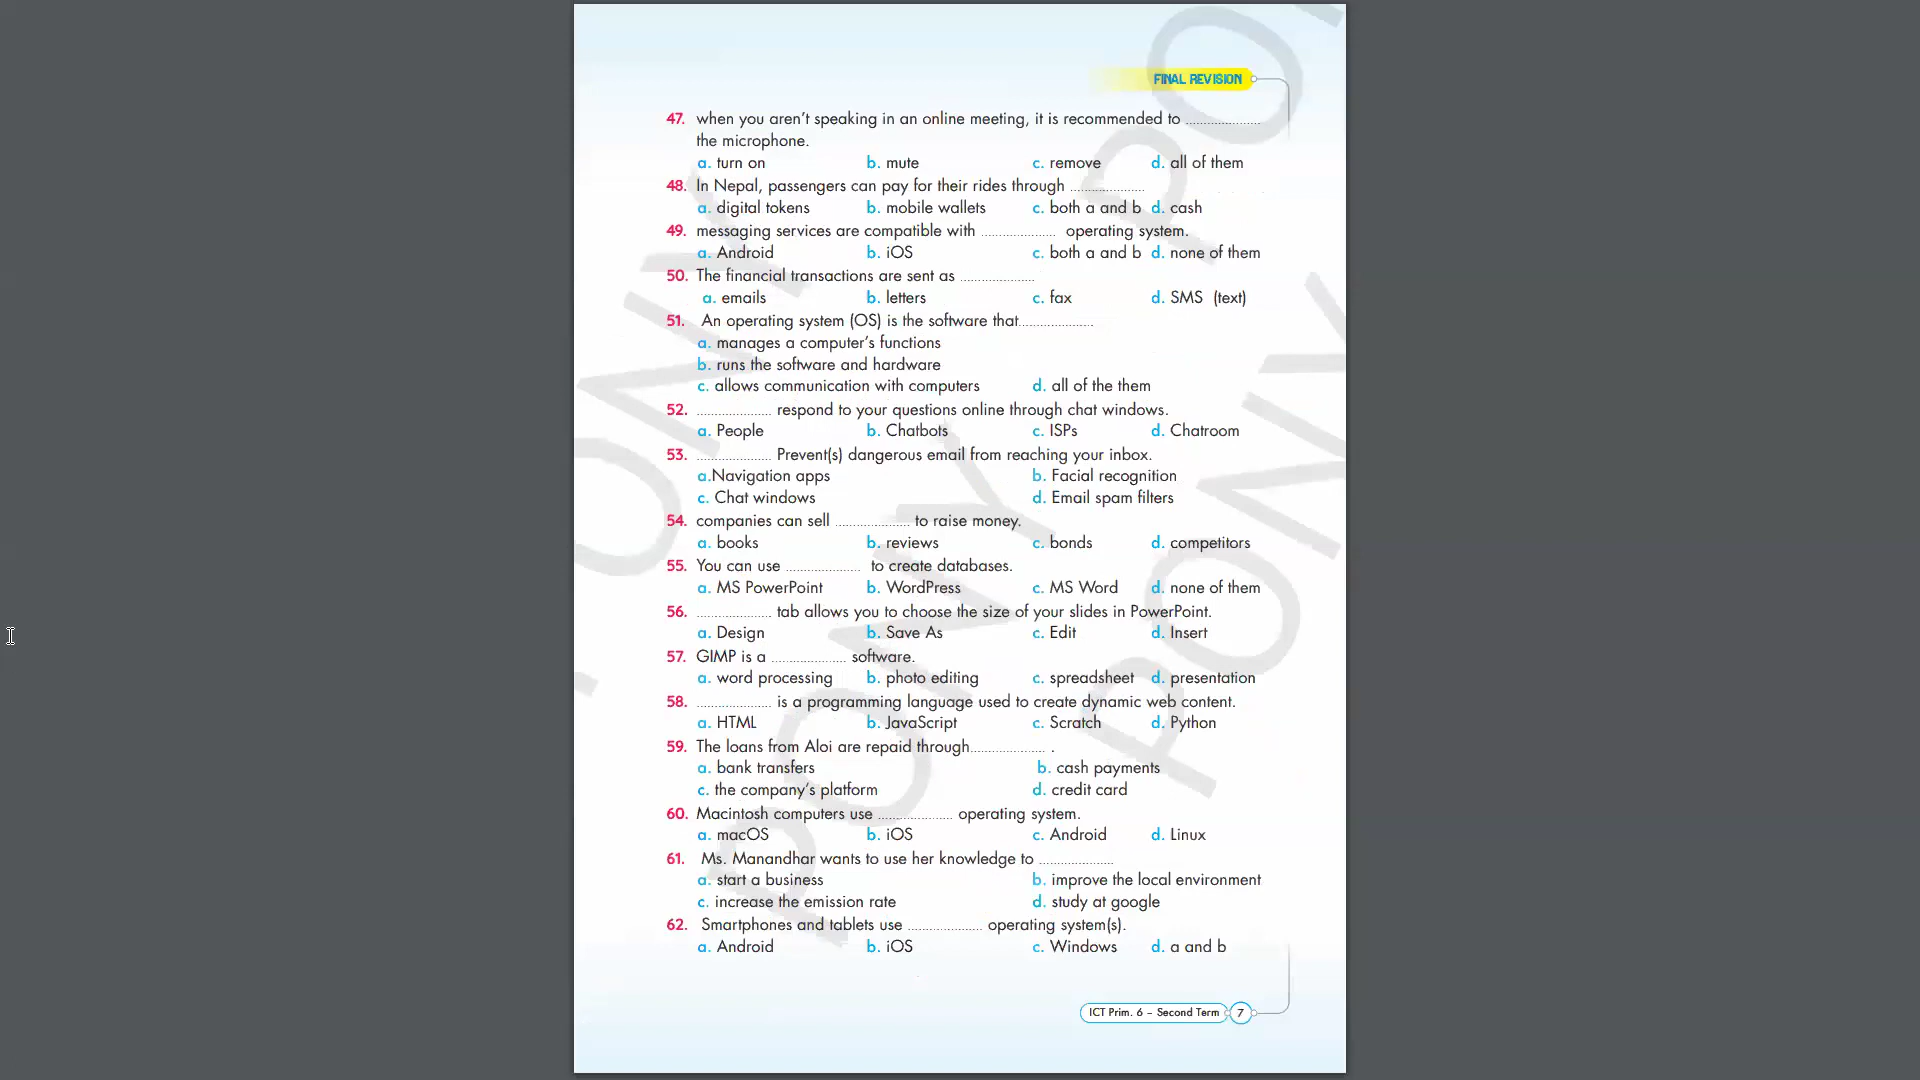 FINAL REVISION
47. when you aren't speaking in an online meeting, it is recommended to .....................
the microphone.
a. turn on b. mute c. remove d. all of them
48. In Nepal, passengers can pay for their rides through .....................
a. digital tokens b. mobile wallets c. both a and b d. cash
49. messaging services are compatible with ..................... operating system.
a. Android b. iOS c. both a and b d. none of them
50. The financial transactions are sent as .....................
a. emails b. letters c. fax d. SMS (text)
51. An operating system (OS) is the software that.....................
a. manages a computer's functions
b. runs the software and hardware
c. allows communication with computers d. all of the them
52. ..................... respond to your questions online through chat windows.
a. People b. Chatbots c. ISPs d. Chatroom
53. ..................... Prevent(s) dangerous email from reaching your inbox.
a.Navigation apps b. Facial recognition
c. Chat windows d. Email spam filters
54. companies can sell ..................... to raise money.
a. books b. reviews c. bonds d. competitors
55. You can use ..................... to create databases.
a. MS PowerPoint b. WordPress c. MS Word d. none of them
56. ..................... tab allows you to choose the size of your slides in PowerPoint.
a. Design b. Save As c. Edit d. Insert
57. GIMP is a ..................... software.
a. word processing b. photo editing c. spreadsheet d. presentation
58. ..................... is a programming language used to create dynamic web content.
a. HTML b. JavaScript c. Scratch d. Python
59. The loans from Aloi are repaid through..................... .
a. bank transfers b. cash payments
c. the company's platform d. credit card
60. Macintosh computers use ..................... operating system.
a. macOS b. iOS c. Android d. Linux
61. Ms. Manandhar wants to use her knowledge to .....................
a. start a business b. improve the local environment
c. increase the emission rate d. study at google
62. Smartphones and tablets use ..................... operating system(s).
a. Android b. iOS c. Windows d. a and b
ICT Prim. 6 – Second Term 7
PONY
PONY
PONY
PONY